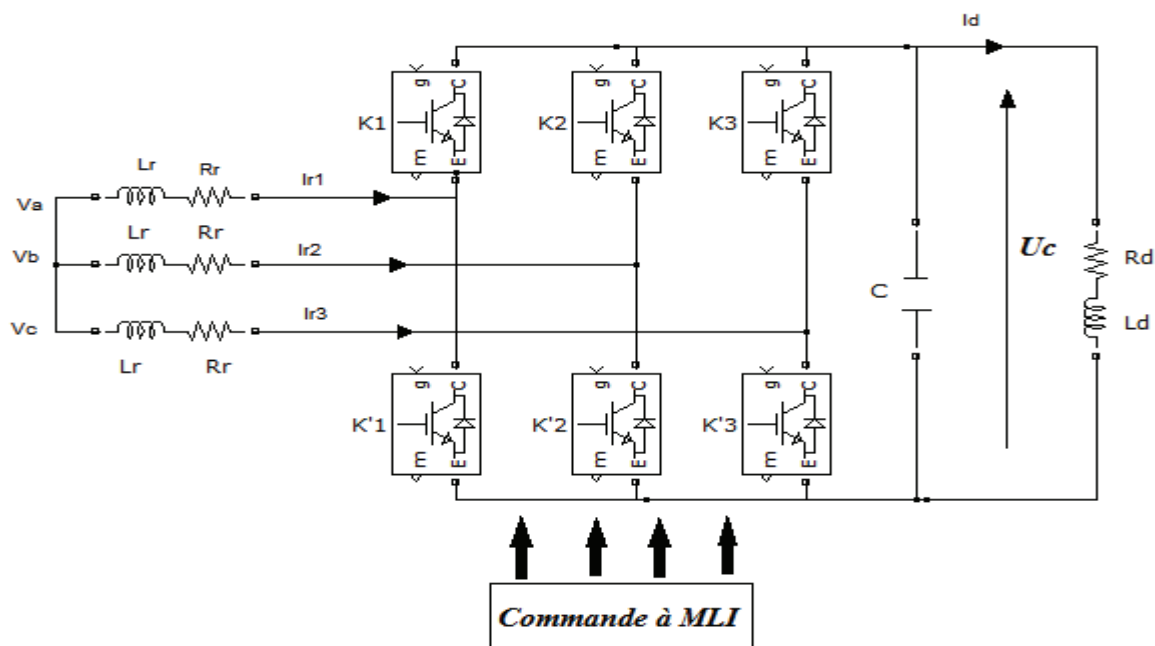 Id
g C
K1
m E
g C
K2
m E
g C
K3
m E
Lr Rr
Va
Ir1
Lr Rr
Vb
Ir2
Vc
Ir3
Lr Rr
C
Uc
Rd
Ld
g C
K'1
m E
g C
K'2
m E
g C
K'3
m E
Commande à MLI